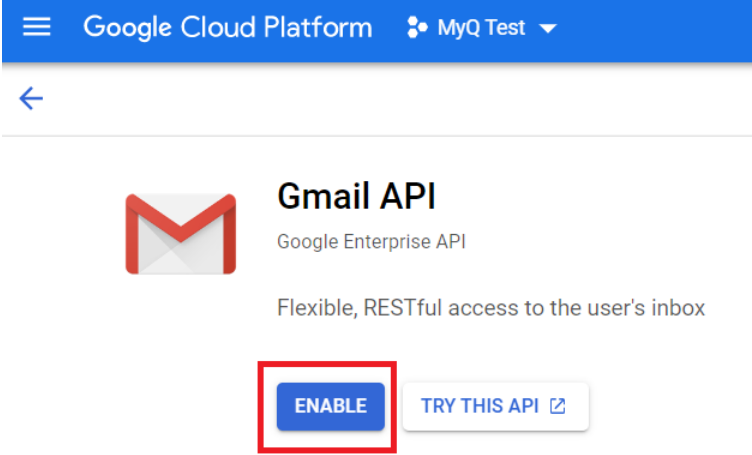 Google Cloud Platform MyQ Test
Gmail API
Google Enterprise API
Flexible, RESTful access to the user's inbox
ENABLE TRY THIS API